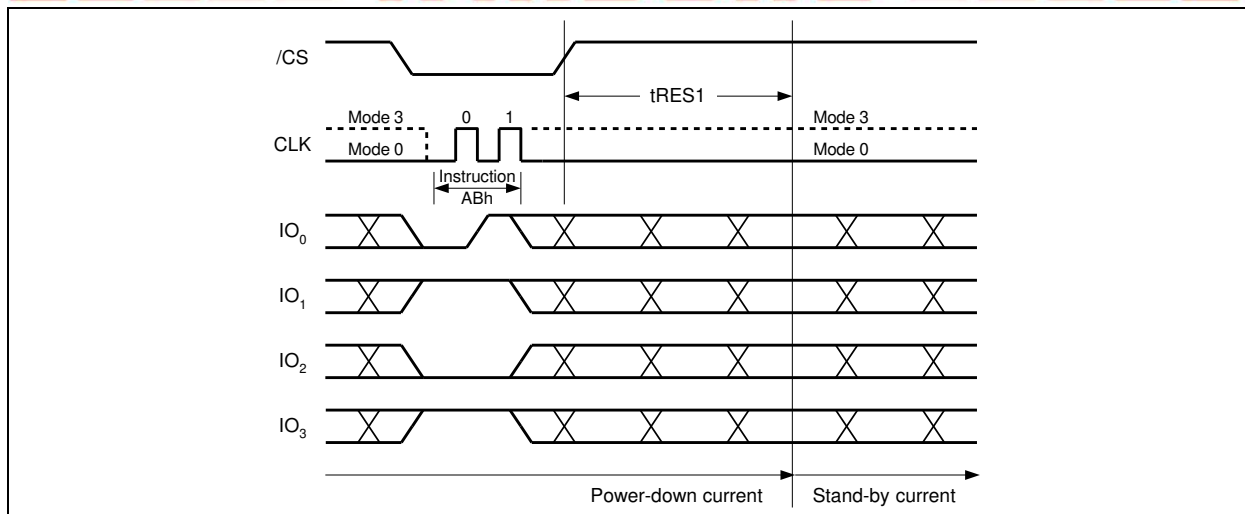 /CS
tRES1
Mode 3 0 1 Mode 3
CLK
Mode 0 Mode 0
Instruction
ABh
IO0
IO1
IO2
IO3
Power-down current Stand-by current